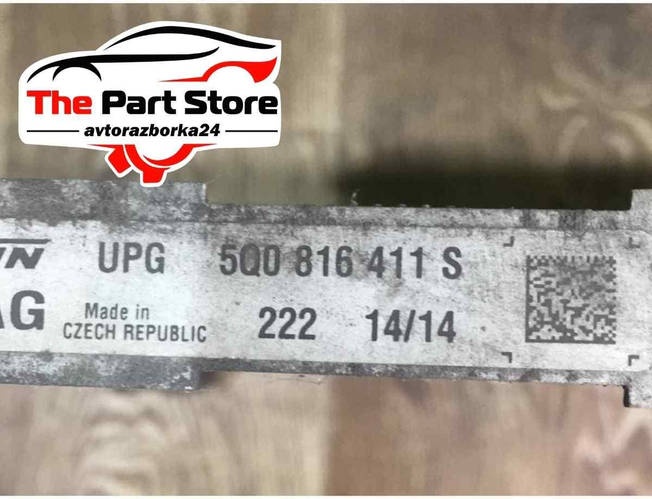 The Part Store
avtorazborka24
UPG 5Q0 816 411 S
AG Made in
CZECH REPUBLIC
222 14/14